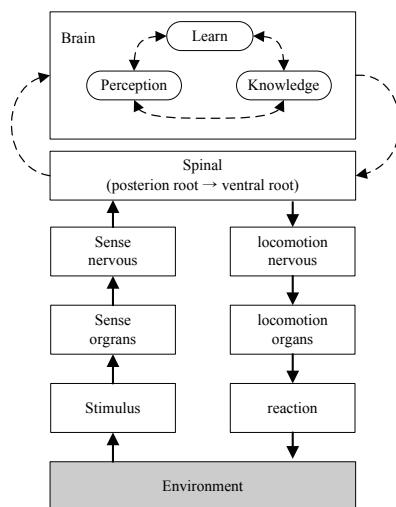 Brain
Learn
Perception
Knowledge
Spinal
(posterion root → ventral root)
Sense
nervous
locomotion
nervous
Sense
orgrans
locomotion
organs
Stimulus
reaction
Environment